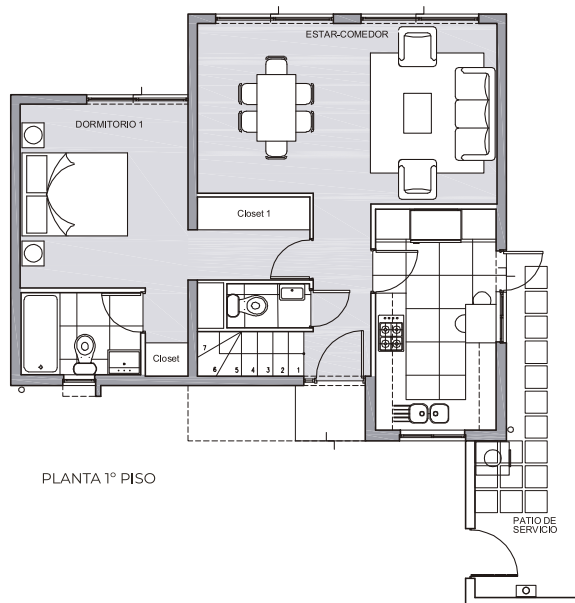 ESTAR-COMEDOR
DORMITORIO 1
Closet 1
Closet
7
6 5 4 3 2 1
PLANTA 1º PISO
PATIO DE
SERVICIO